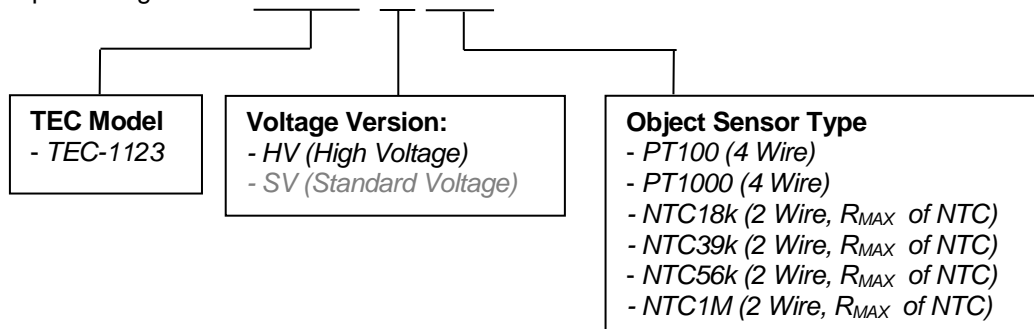 TEC Model
- TEC-1123
Voltage Version:
- HV (High Voltage)
- SV (Standard Voltage)
Object Sensor Type
- PT100 (4 Wire)
- PT1000 (4 Wire)
- NTC18k (2 Wire, RMAX of NTC)
- NTC39k (2 Wire, RMAX of NTC)
- NTC56k (2 Wire, RMAX of NTC)
- NTC1M (2 Wire, RMAX of NTC)